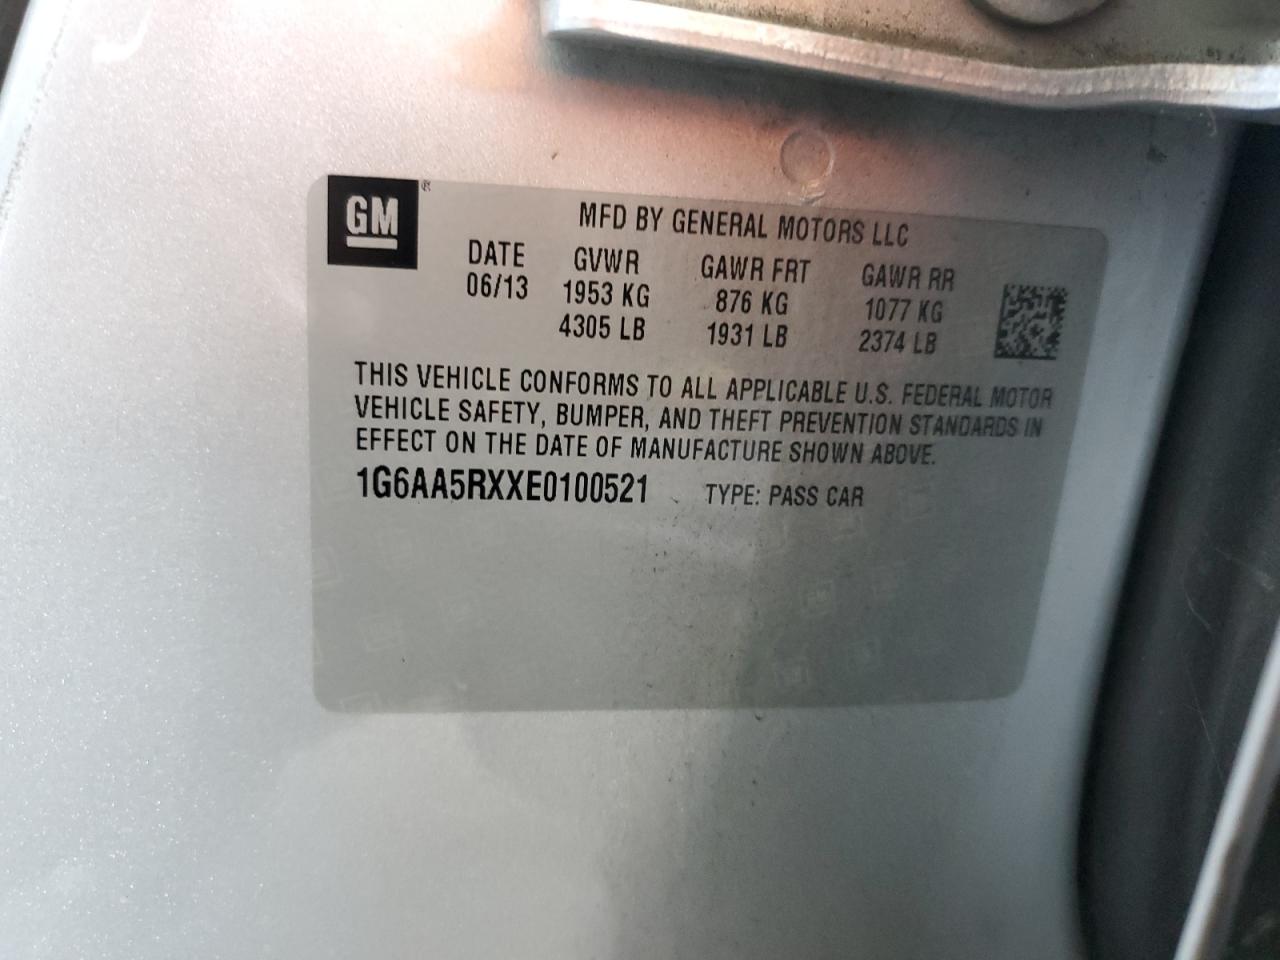 GM ®
MFD BY GENERAL MOTORS LLC
DATE GVWR GAWR FRT GAWR RR
06/13 1953 KG 876 KG 1077 KG
4305 LB 1931 LB 2374 LB
THIS VEHICLE CONFORMS TO ALL APPLICABLE U.S. FEDERAL MOTOR
VEHICLE SAFETY, BUMPER, AND THEFT PREVENTION STANDARDS IN
EFFECT ON THE DATE OF MANUFACTURE SHOWN ABOVE.
1G6AA5RXXE0100521 TYPE: PASS CAR